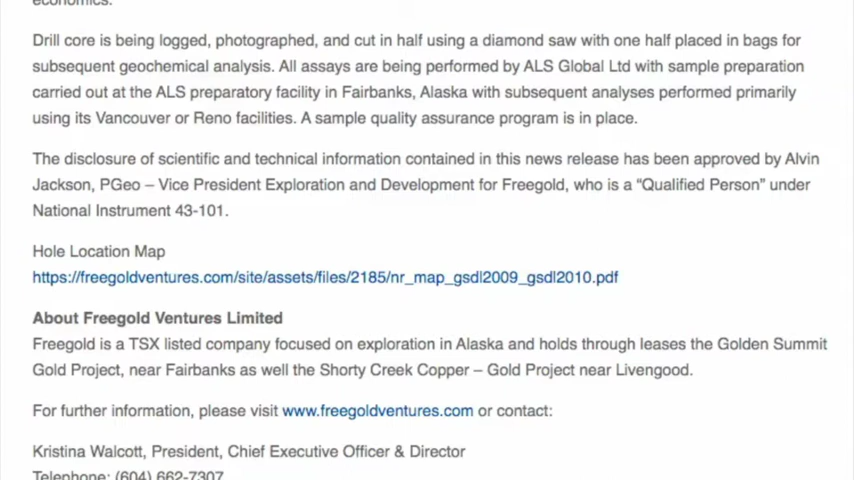 economics.
Drill core is being logged, photographed, and cut in half using a diamond saw with one half placed in bags for
subsequent geochemical analysis. All assays are being performed by ALS Global Ltd with sample preparation
carried out at the ALS preparatory facility in Fairbanks, Alaska with subsequent analyses performed primarily
using its Vancouver or Reno facilities. A sample quality assurance program is in place.
The disclosure of scientific and technical information contained in this news release has been approved by Alvin
Jackson, PGeo – Vice President Exploration and Development for Freegold, who is a “Qualified Person” under
National Instrument 43-101.
Hole Location Map
https://freegoldventures.com/site/assets/files/2185/nr_map_gsdl2009_gsdl2010.pdf
About Freegold Ventures Limited
Freegold is a TSX listed company focused on exploration in Alaska and holds through leases the Golden Summit
Gold Project, near Fairbanks as well the Shorty Creek Copper – Gold Project near Livengood.
For further information, please visit www.freegoldventures.com or contact:
Kristina Walcott, President, Chief Executive Officer & Director
Telephone: (604) 662-7307